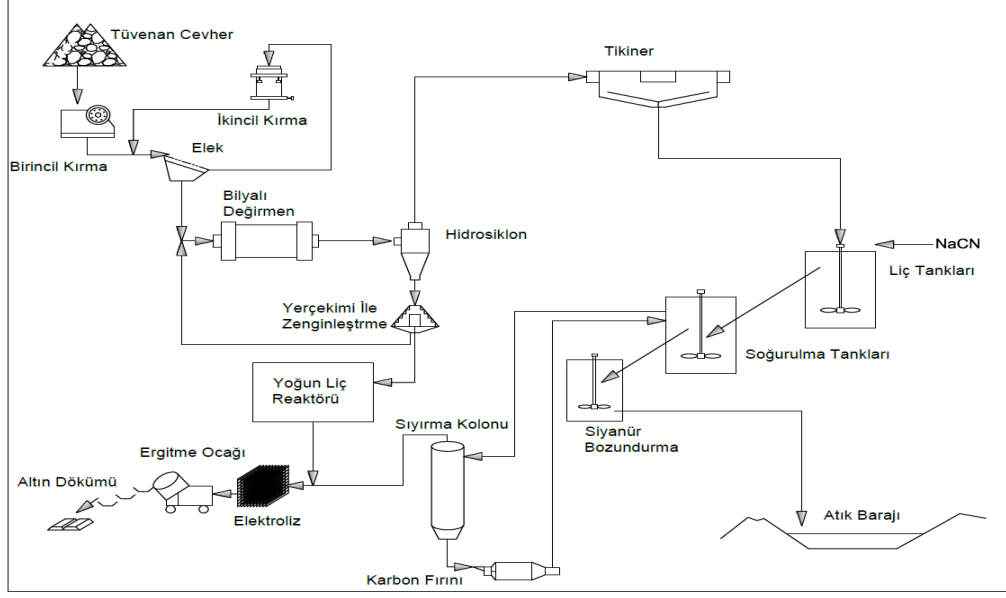 Tüvenan Cevher
Tikiner
İkincil Kırma
Elek
Birincil Kırma
Bilyalı
Değirmen
Hidrosiklon
NaCN
Liç Tankları
Yerçekimi İle
Zenginleştrme
Soğurulma Tankları
Yoğun Liç
Reaktörü
Sıyırma Kolonu
Siyanür
Bozundurma
Ergitme Ocağı
Altın Dökümü
Elektroliz
Atık Barajı
Karbon Fırını